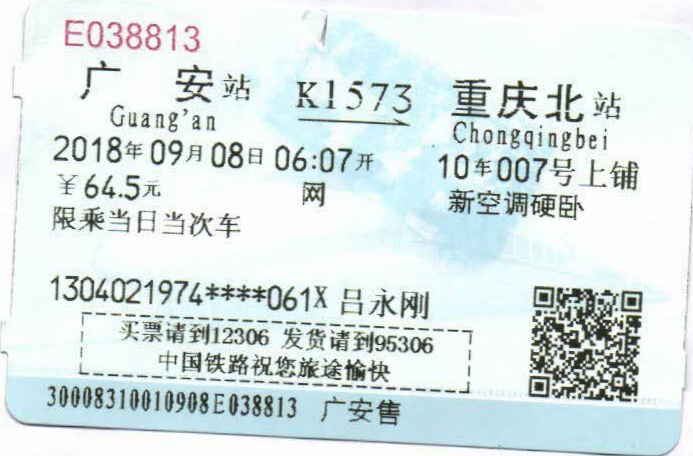 E038813
广安站 K1573 重庆北站
Guang'an Chongqingbei
2018年09月08日06:07开 10车007号上铺
￥64.5元 网 新空调硬卧
限乘当日当次车
1304021974****061X 吕永刚
买票请到12306 发货请到95306
中国铁路祝您旅途愉快
30008310010908E038813 广安售